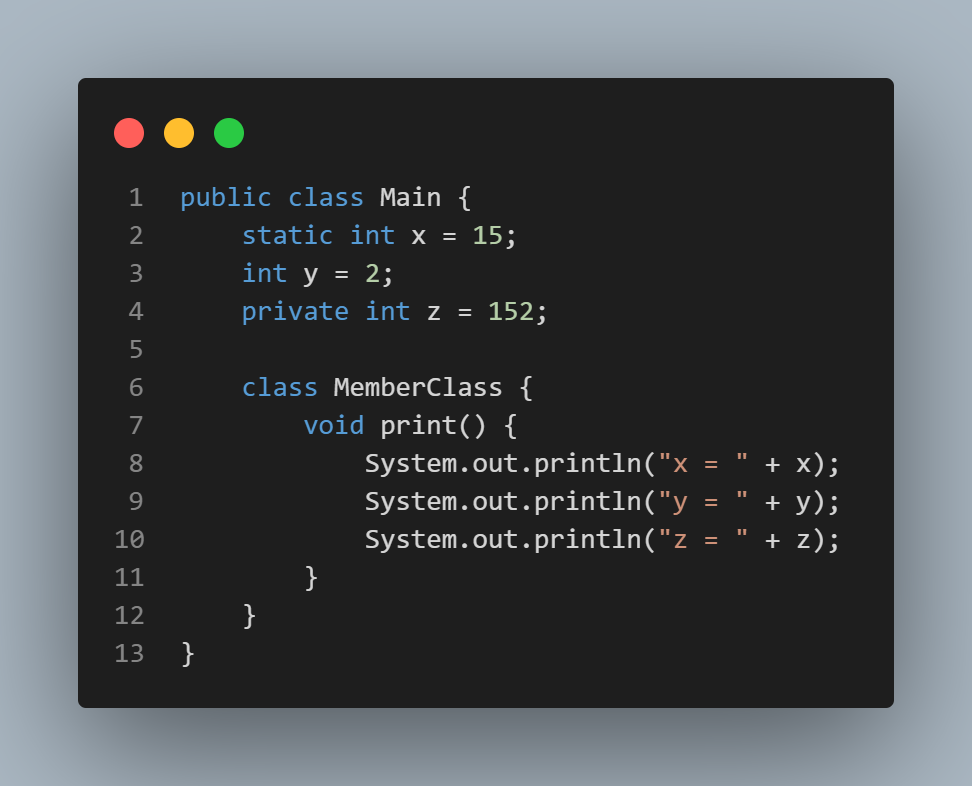 1 public class Main {
2     static int x = 15;
3     int y = 2;
4     private int z = 152;
5
6     class MemberClass {
7         void print() {
8             System.out.println("x = " + x);
9             System.out.println("y = " + y);
10             System.out.println("z = " + z);
11         }
12     }
13 }